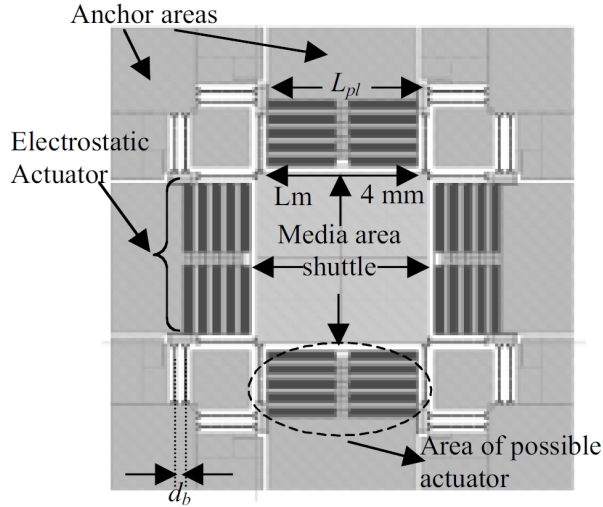 Anchor areas
L_pl
Electrostatic
Actuator
Lm 4 mm
Media area
shuttle
Area of possible
actuator
d_b